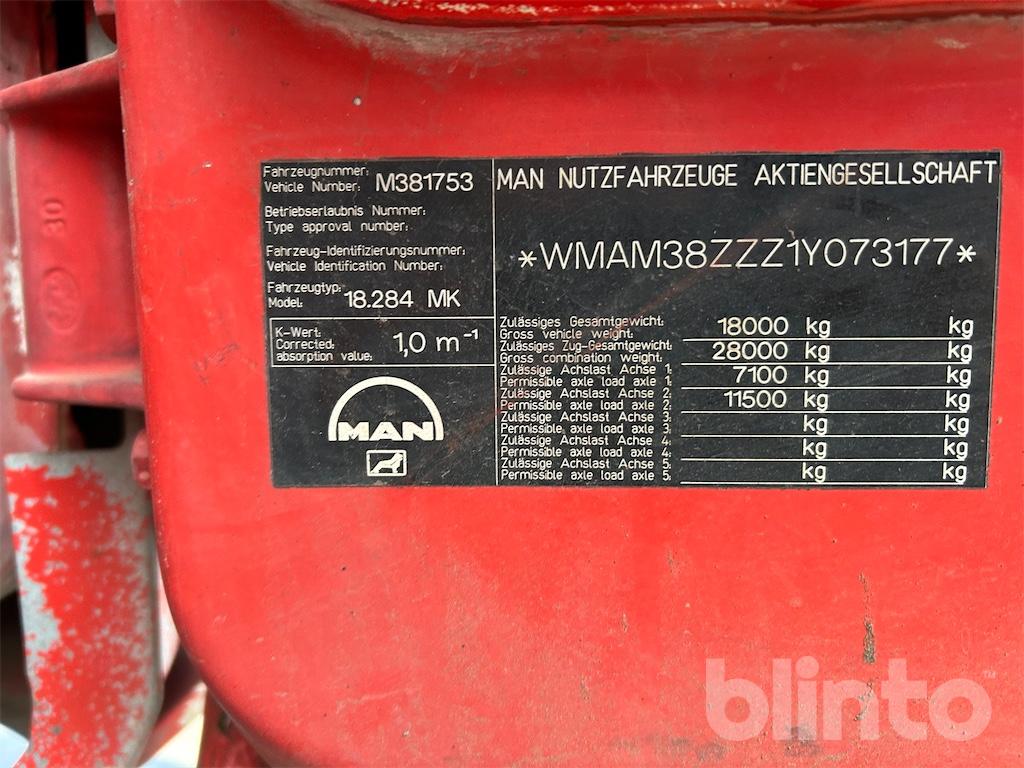 Fahrzeugnummer:
Vehicle Number: M381753
Betriebserlaubnis Nummer:
Type approval number:
Fahrzeug-Identifizierungsnummer:
Vehicle Identification Number:
Fahrzeugtyp:
Model: 18.284 MK
K-Wert:
Corrected absorption value: 1,0 m⁻¹
MAN
MAN NUTZFAHRZEUGE AKTIENGESELLSCHAFT
*WMAM38ZZZ1Y073177*
Zulässiges Gesamtgewicht: 18000 kg kg
Gross vehicle weight:
Zulässiges Zug-Gesamtgewicht: 28000 kg kg
Gross combination weight:
Zulässige Achslast Achse 1: 7100 kg kg
Permissible axle load axle 1:
Zulässige Achslast Achse 2: 11500 kg kg
Permissible axle load axle 2:
Zulässige Achslast Achse 3: kg kg
Permissible axle load axle 3:
Zulässige Achslast Achse 4: kg kg
Permissible axle load axle 4:
Zulässige Achslast Achse 5: kg kg
Permissible axle load axle 5:
30
blinto™